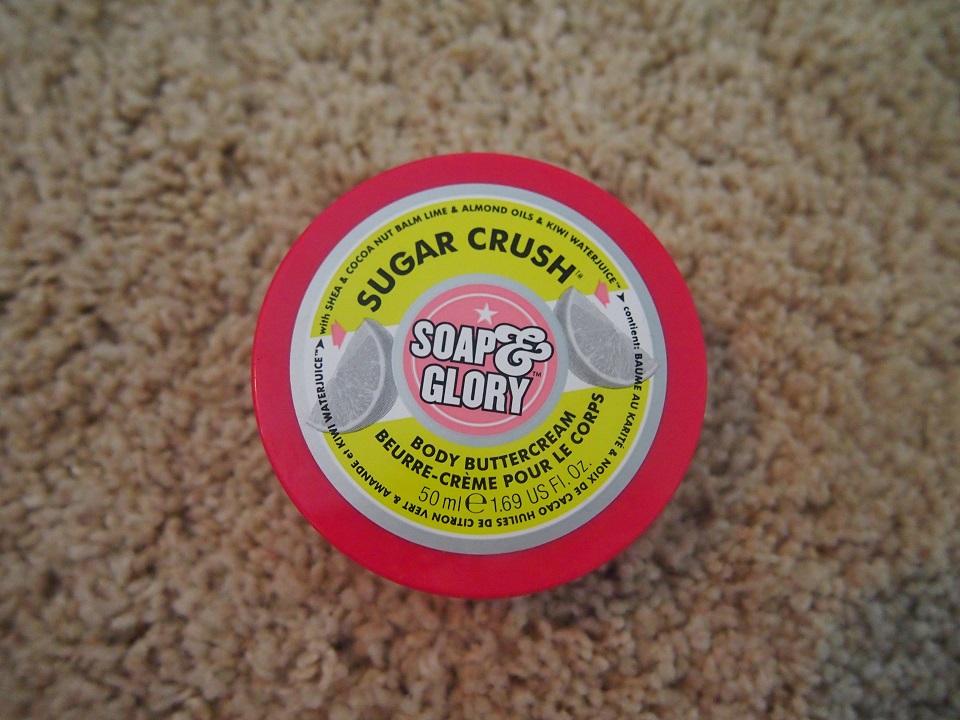 with SHEA & COCOA NUT BALM LIME & ALMOND OILS & KIWI WATERJUICE™
SUGAR CRUSH™
SOAP &
GLORY™
BODY BUTTERCREAM
BEURRE-CRÈME POUR LE CORPS
50 ml ℮ 1.69 US Fl. Oz.
contient: BAUME AU KARITÉ & NOIX DE CACAO HUILES DE CITRON VERT & AMANDE et KIWI WATERJUICE™